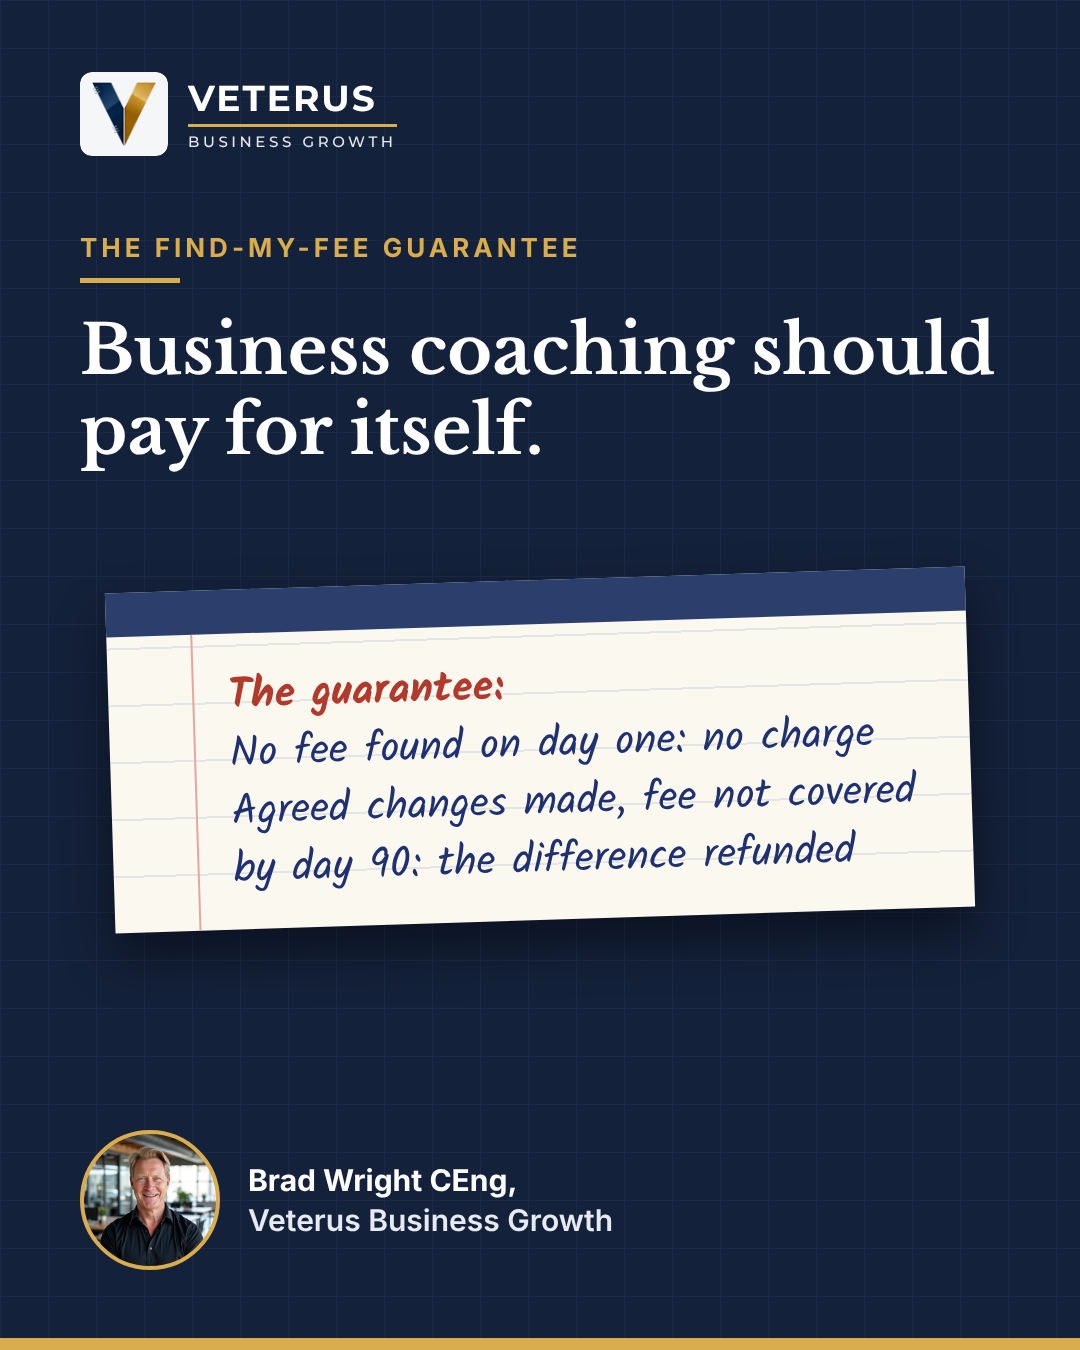 VETERUS
BUSINESS GROWTH
THE FIND-MY-FEE GUARANTEE
Business coaching should
pay for itself.
The guarantee:
No fee found on day one: no charge
Agreed changes made, fee not covered
by day 90: the difference refunded
Brad Wright CEng,
Veterus Business Growth